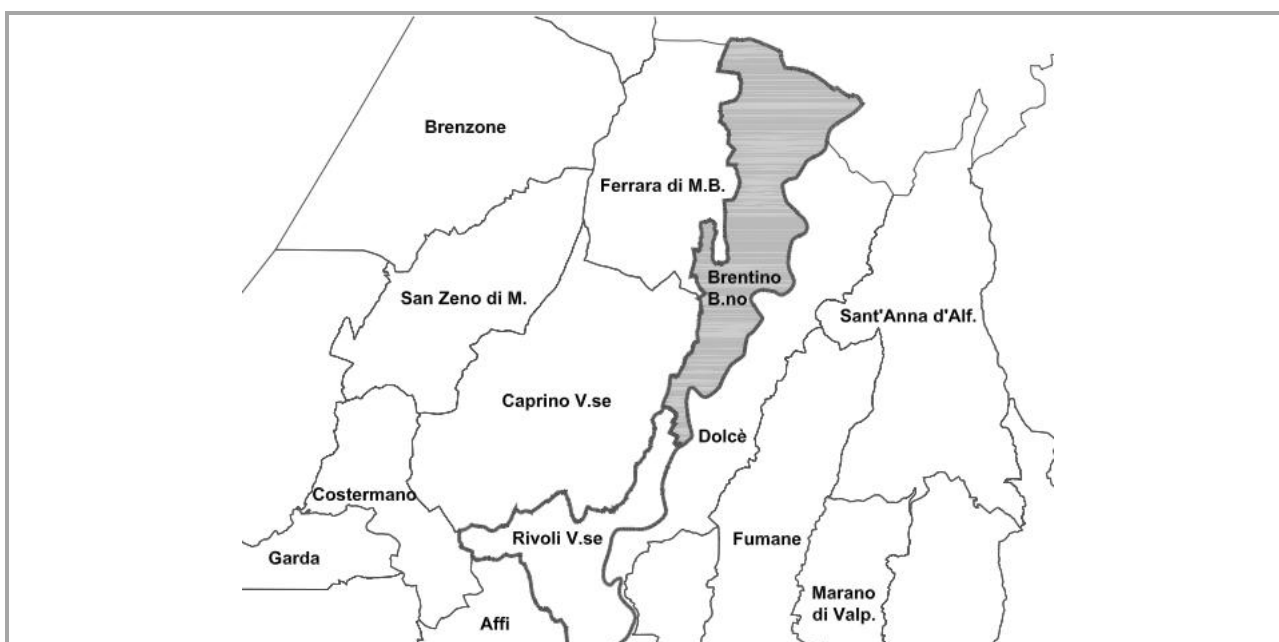 Brenzone
Ferrara di M.B.
Brentino
B.no
San Zeno di M.
Sant'Anna d'Alf.
Caprino V.se
Dolcè
Costermano
Rivoli V.se
Fumane
Garda
Marano
di Valp.
Affi